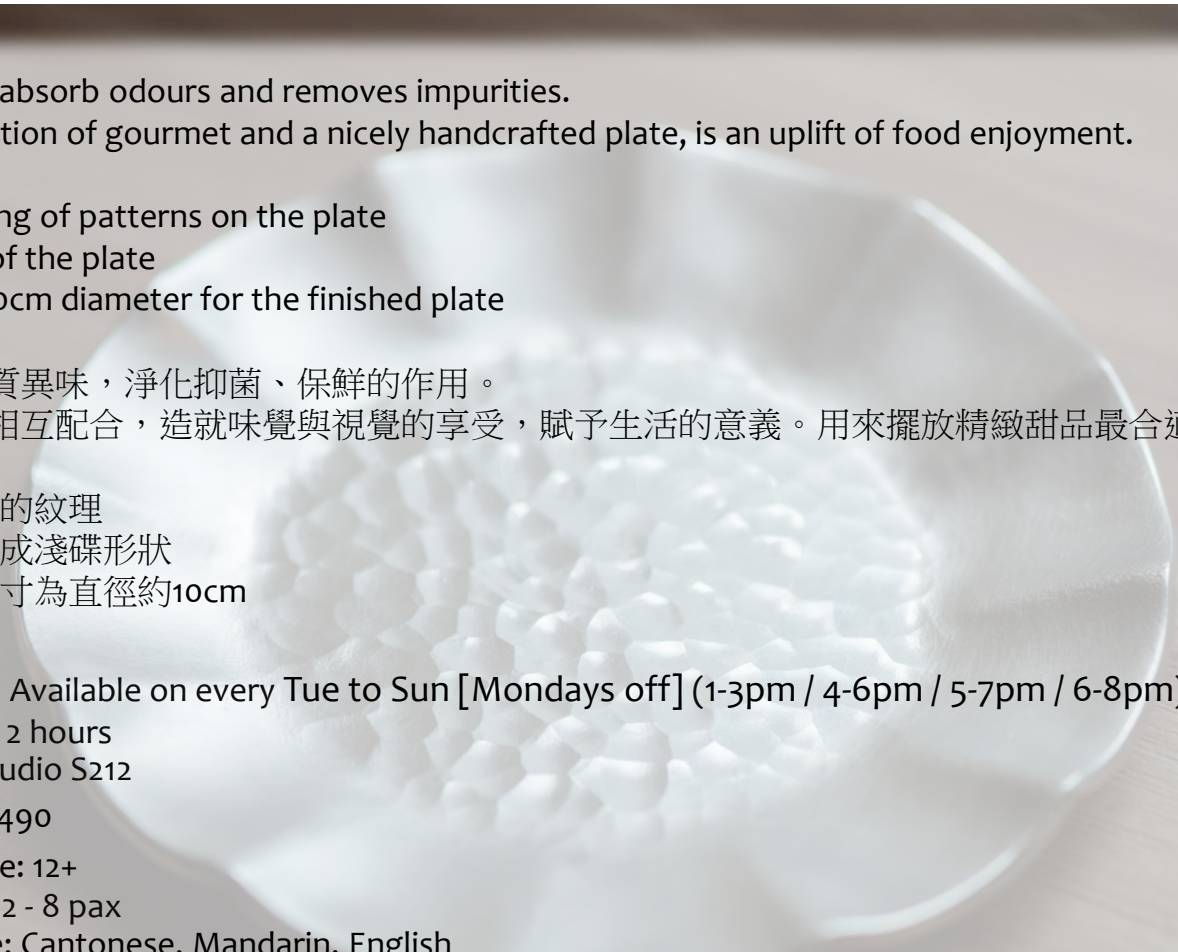 absorb odours and removes impurities.
tion of gourmet and a nicely handcrafted plate, is an uplift of food enjoyment.
ng of patterns on the plate
of the plate
0cm diameter for the finished plate
質異味，淨化抑菌、保鮮的作用。
相互配合，造就味覺與視覺的享受，賦予生活的意義。用來擺放精緻甜品最合適
的紋理
成淺碟形狀
寸為直徑約10cm
Available on every Tue to Sun [Mondays off] (1-3pm / 4-6pm / 5-7pm / 6-8pm)
2 hours
udio S212
490
e: 12+
2 - 8 pax
e: Cantonese, Mandarin, English